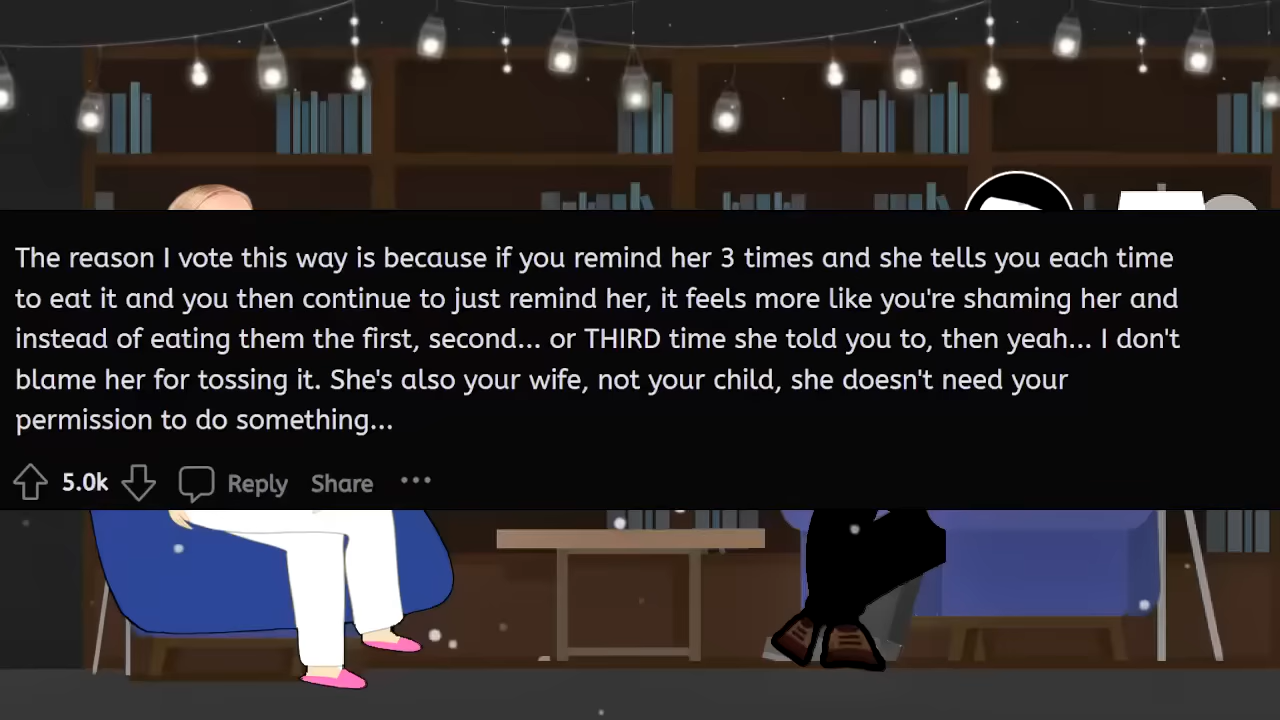 The reason I vote this way is because if you remind her 3 times and she tells you each time
to eat it and you then continue to just remind her, it feels more like you're shaming her and
instead of eating them the first, second... or THIRD time she told you to, then yeah... I don't
blame her for tossing it. She's also your wife, not your child, she doesn't need your
permission to do something...
5.0k Reply Share